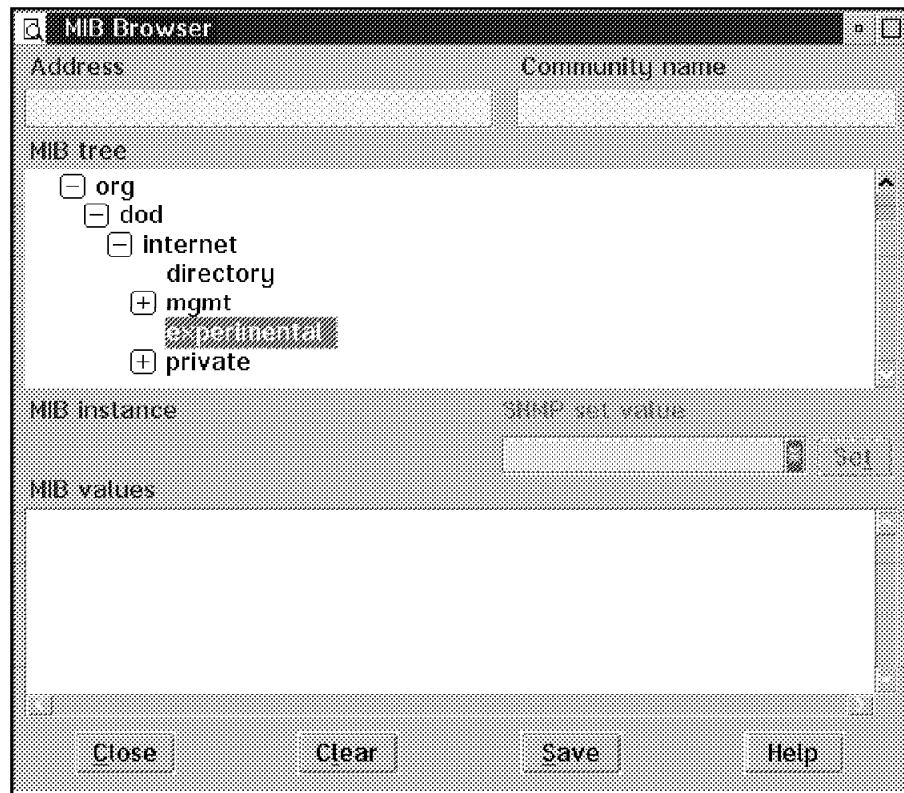 MIB Browser
Address Community name
MIB tree
org
dod
internet
directory
mgmt
experimental
private
MIB instance SNMP set value
Set
MIB values
Close Clear Save Help